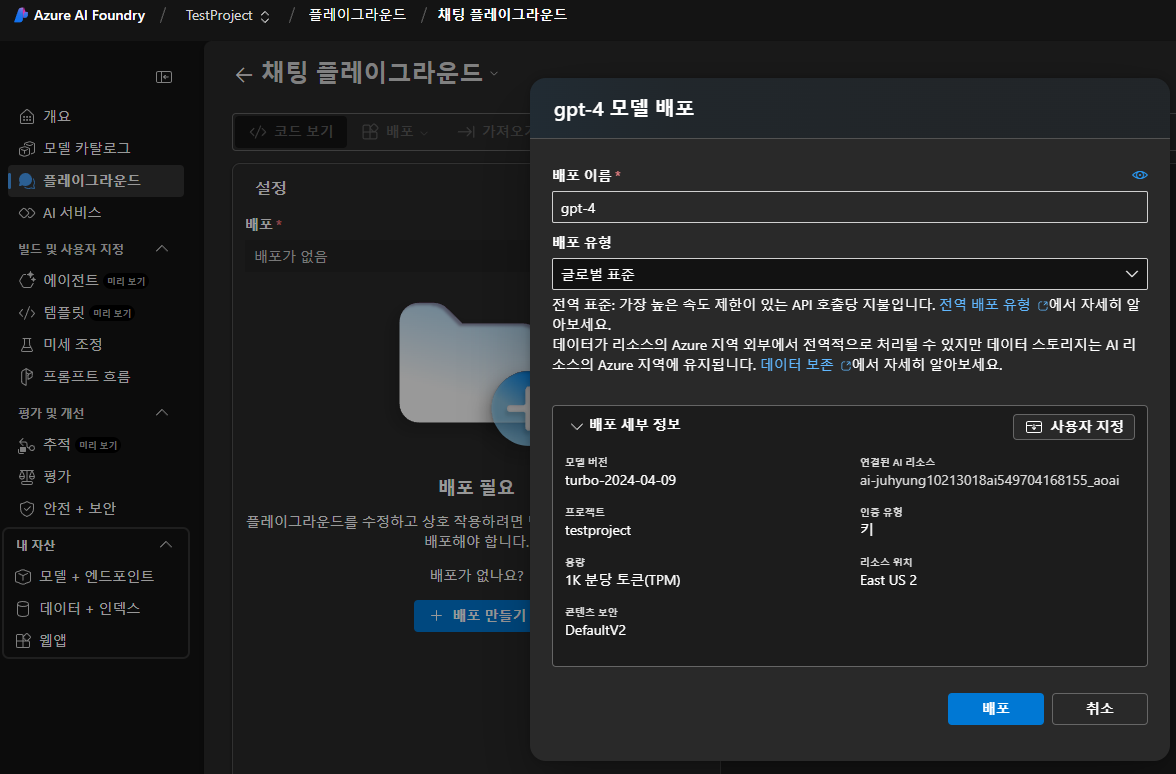 Azure AI Foundry / TestProject / 플레이그라운드 / 채팅 플레이그라운드
개요
모델 카탈로그
플레이그라운드
AI 서비스
빌드 및 사용자 지정
에이전트 미리 보기
템플릿 미리 보기
미세 조정
프롬프트 흐름
평가 및 개선
추적 미리 보기
평가
안전 + 보안
내 자산
모델 + 엔드포인트
데이터 + 인덱스
웹앱
채팅 플레이그라운드
코드 보기 배포 가져오기
설정
배포 *
배포가 없음
배포 필요
플레이그라운드를 수정하고 상호 작용하려면
배포해야 합니다.
배포가 없나요?
배포 만들기
gpt-4 모델 배포
배포 이름 *
gpt-4
배포 유형
글로벌 표준
전역 표준: 가장 높은 속도 제한이 있는 API 호출당 지불입니다. 전역 배포 유형 에서 자세히 알
아보세요.
데이터가 리소스의 Azure 지역 외부에서 전역적으로 처리될 수 있지만 데이터 스토리지는 AI 리
소스의 Azure 지역에 유지됩니다. 데이터 보존 에서 자세히 알아보세요.
배포 세부 정보
사용자 지정
모델 버전
turbo-2024-04-09
연결된 AI 리소스
ai-juhyung10213018ai549704168155_aoai
프로젝트
testproject
인증 유형
키
용량
1K 분당 토큰(TPM)
리소스 위치
East US 2
콘텐츠 보안
DefaultV2
배포
취소